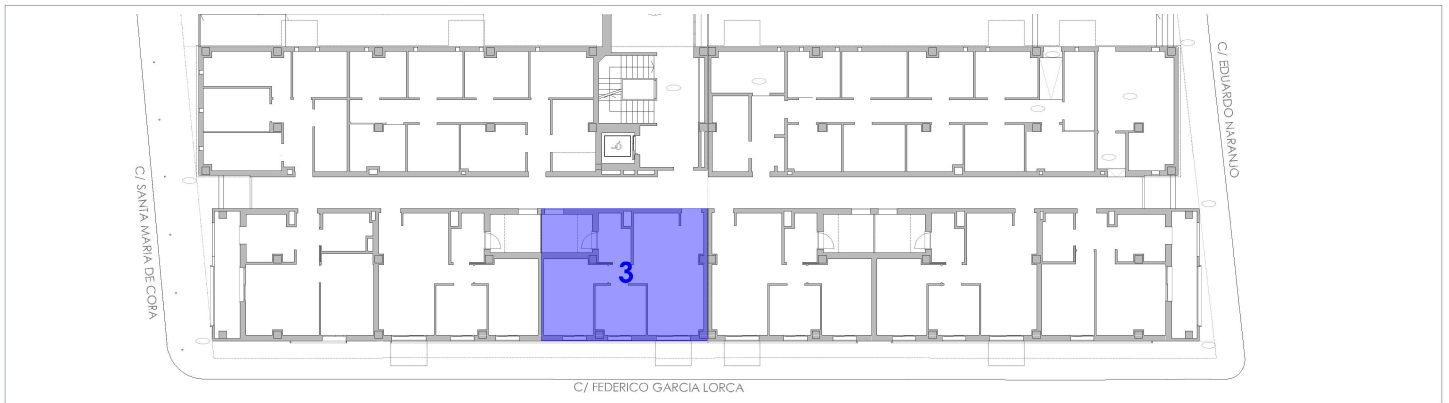 C/ EDUARDO NARANJO
C/ SANTA MARIA DE CORA
3
C/ FEDERICO GARCIA LORCA